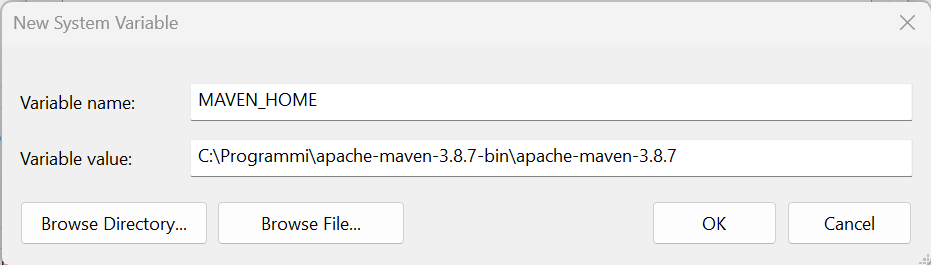 New System Variable
Variable name:
MAVEN_HOME
Variable value:
C:\Programmi\apache-maven-3.8.7-bin\apache-maven-3.8.7
Browse Directory...
Browse File...
OK
Cancel